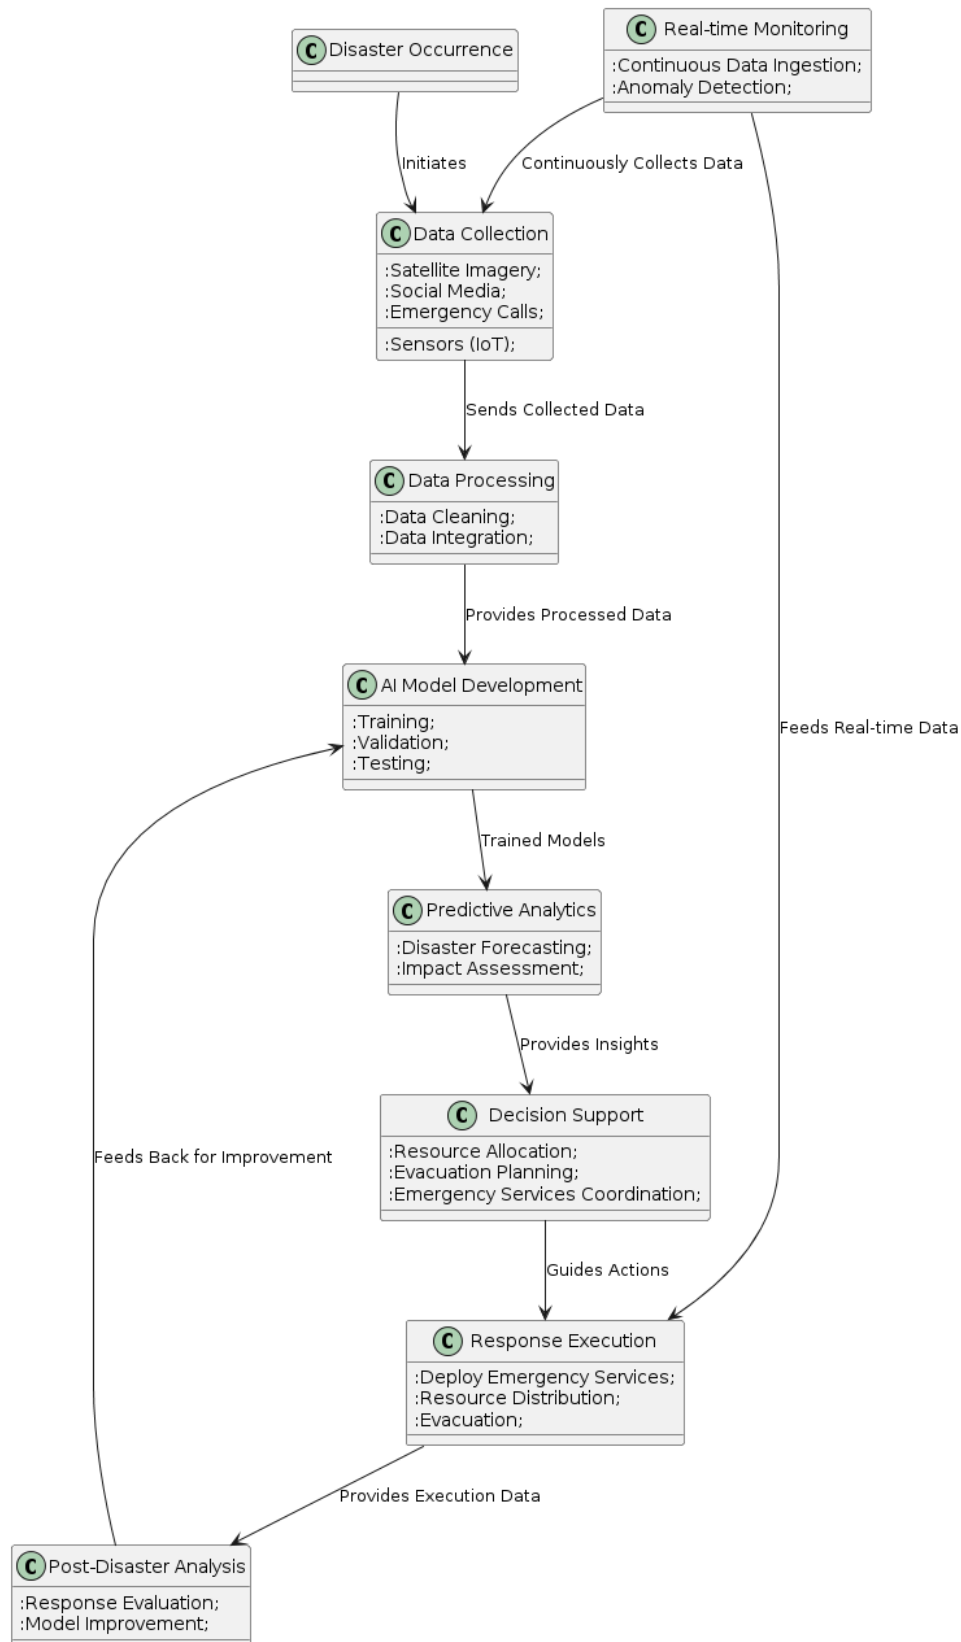 C Disaster Occurrence
C Real-time Monitoring
:Continuous Data Ingestion;
:Anomaly Detection;
Initiates
Continuously Collects Data
C Data Collection
:Satellite Imagery;
:Social Media;
:Emergency Calls;
:Sensors (IoT);
Sends Collected Data
C Data Processing
:Data Cleaning;
:Data Integration;
Provides Processed Data
C AI Model Development
:Training;
:Validation;
:Testing;
Feeds Real-time Data
Trained Models
C Predictive Analytics
:Disaster Forecasting;
:Impact Assessment;
Provides Insights
C Decision Support
:Resource Allocation;
:Evacuation Planning;
:Emergency Services Coordination;
Feeds Back for Improvement
Guides Actions
C Response Execution
:Deploy Emergency Services;
:Resource Distribution;
:Evacuation;
Provides Execution Data
C Post-Disaster Analysis
:Response Evaluation;
:Model Improvement;